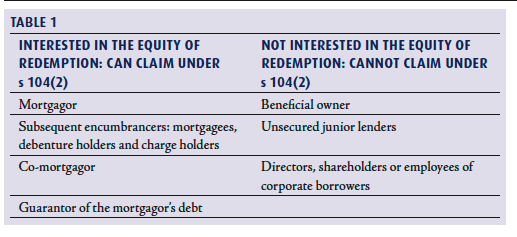 TABLE 1
INTERESTED IN THE EQUITY OF
REDEMPTION: CAN CLAIM UNDER
s 104(2)
NOT INTERESTED IN THE EQUITY OF
REDEMPTION: CANNOT CLAIM UNDER
s 104(2)
Mortgagor
Beneficial owner
Subsequent encumbrancers: mortgagees,
debenture holders and charge holders
Unsecured junior lenders
Co-mortgagor
Directors, shareholders or employees of
corporate borrowers
Guarantor of the mortgagor's debt